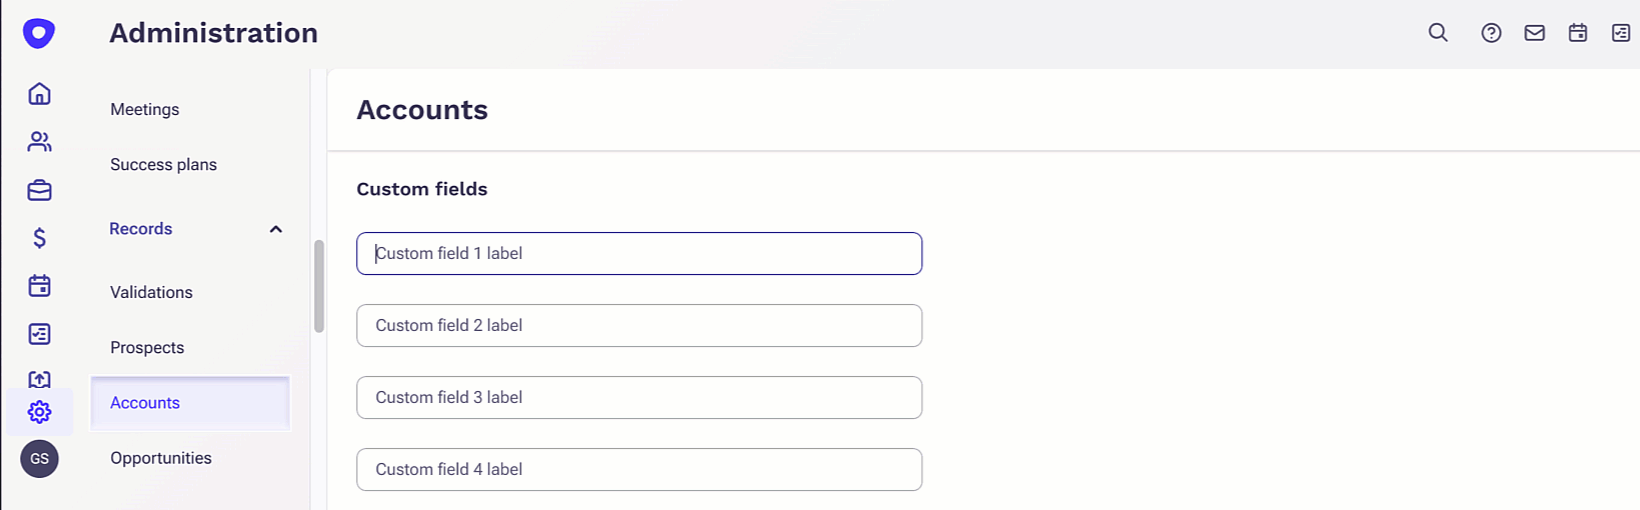 Administration
Meetings
Success plans
Records
Validations
Prospects
Accounts
Opportunities
GS
Accounts
Custom fields
Custom field 1 label
Custom field 2 label
Custom field 3 label
Custom field 4 label